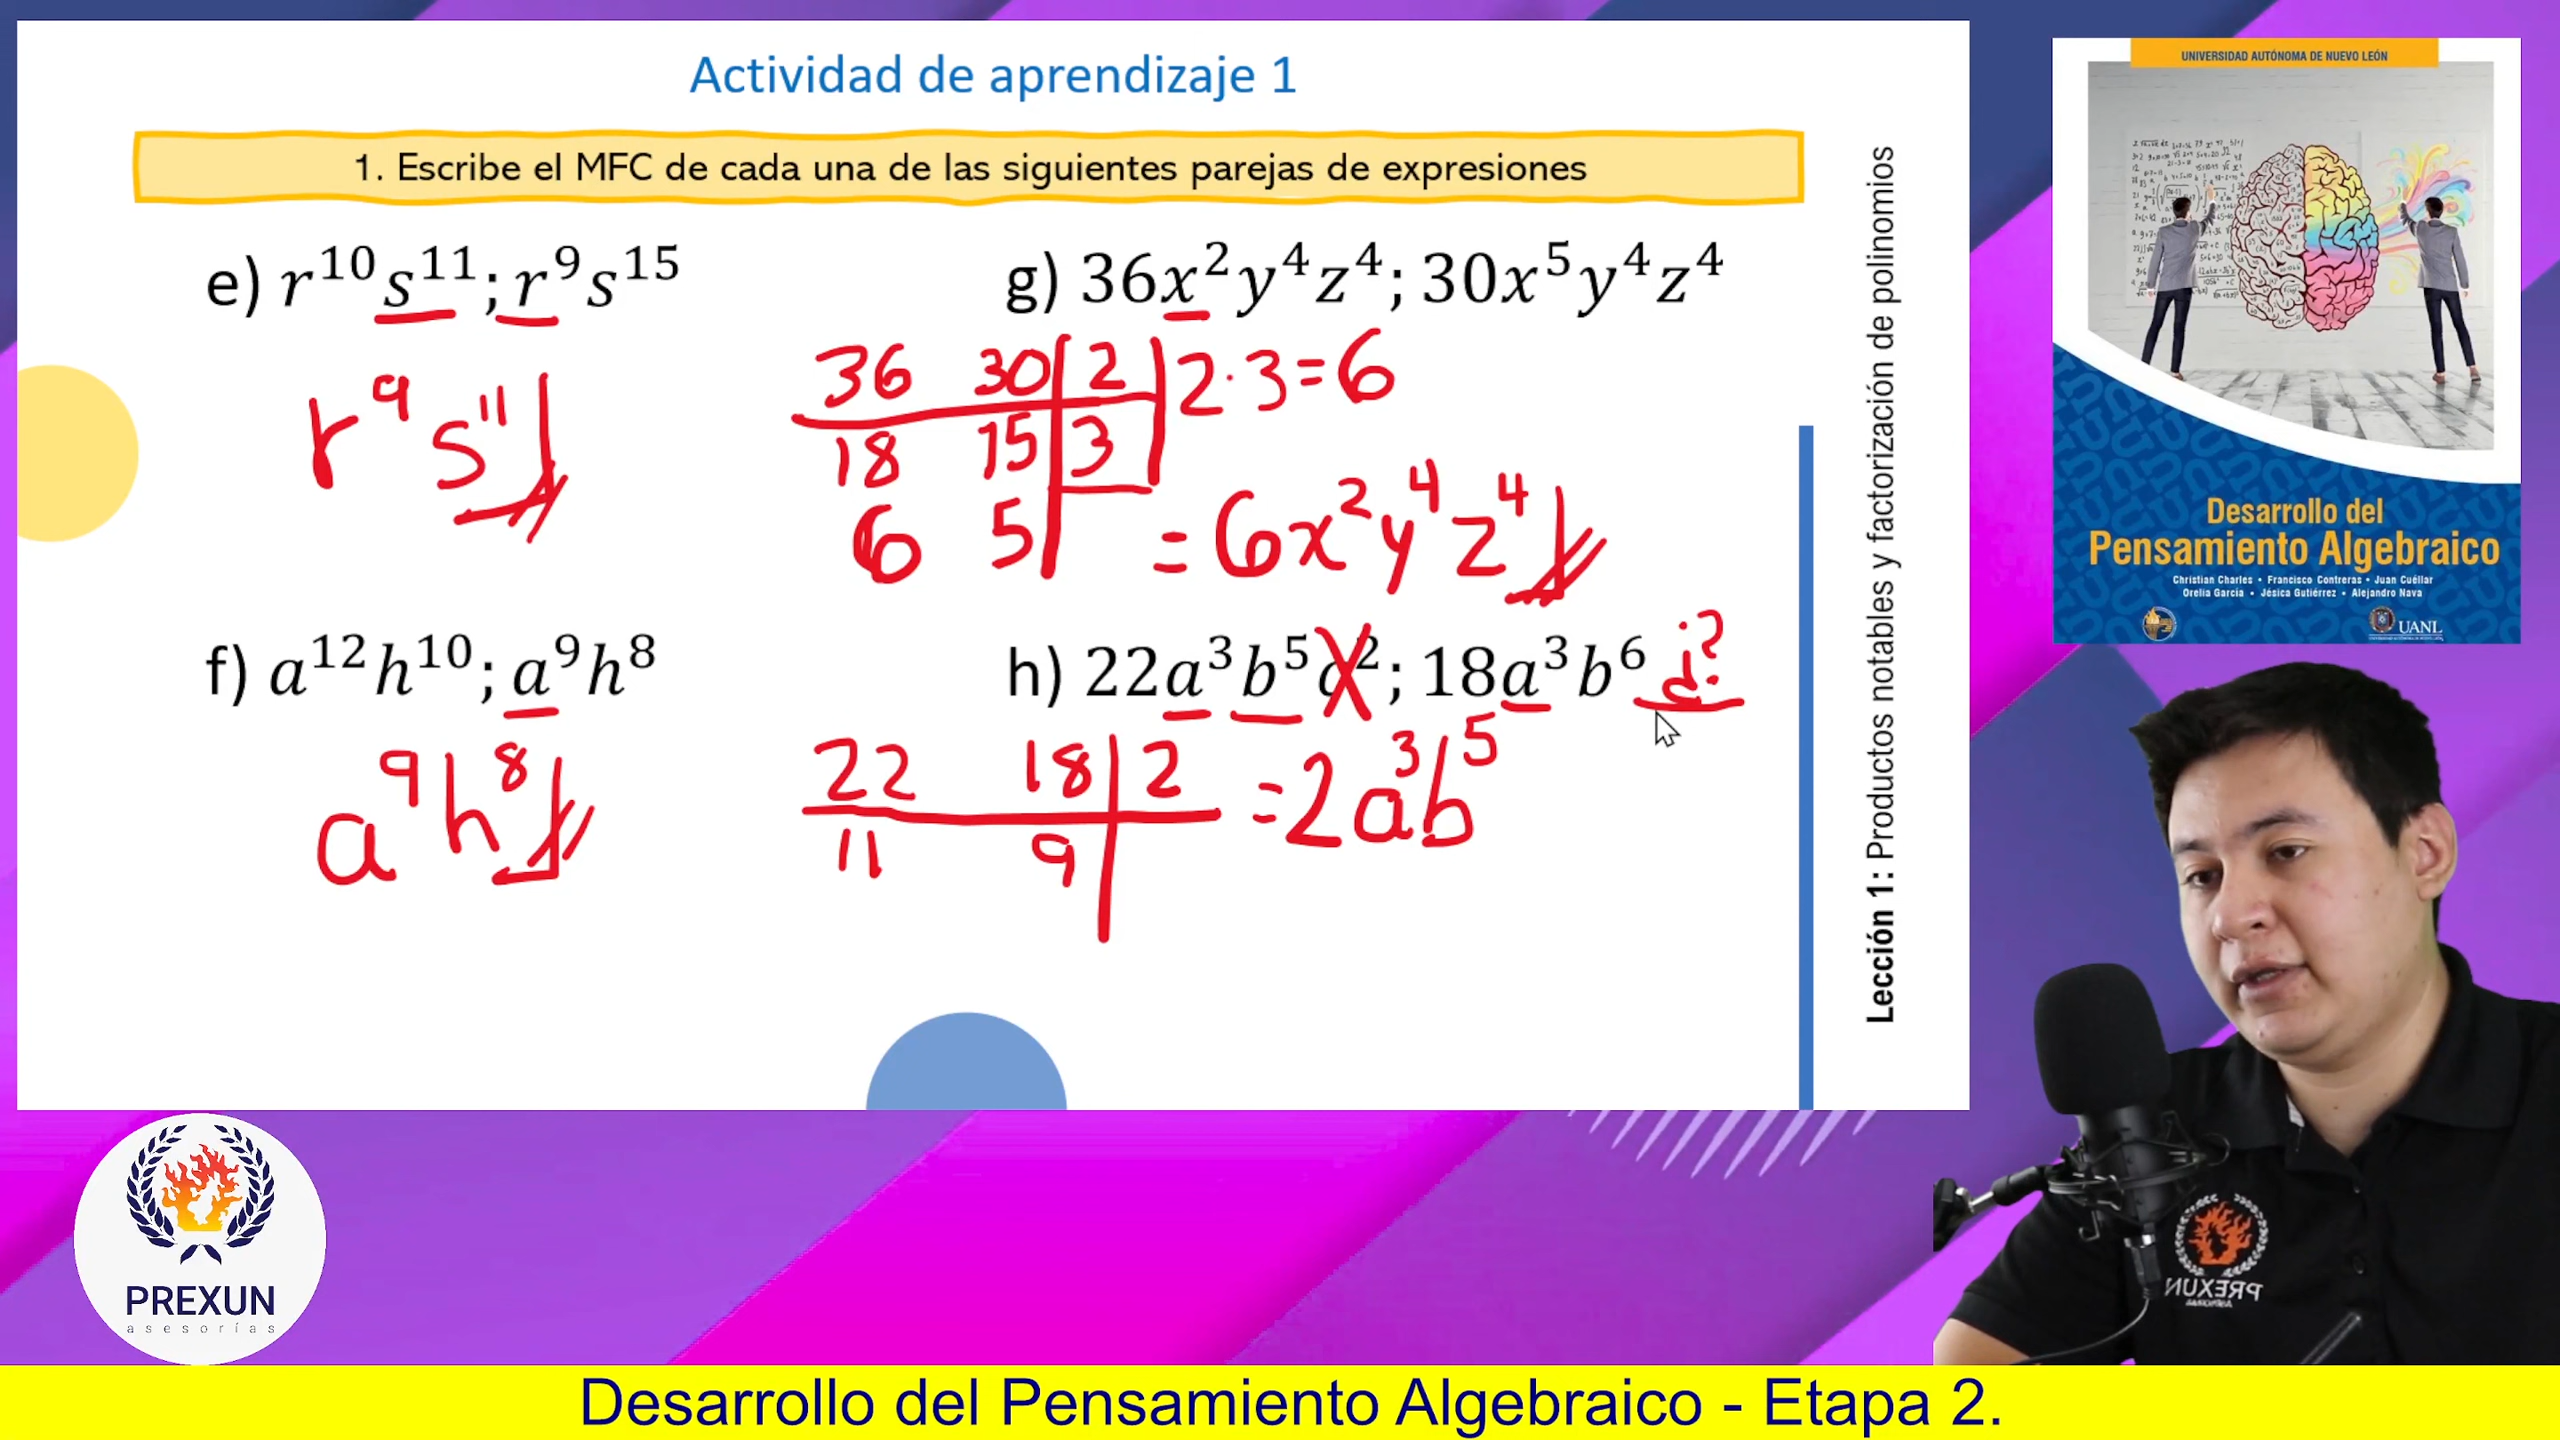 Actividad de aprendizaje 1
1. Escribe el MFC de cada una de las siguientes parejas de expresiones
e) r¹⁰s¹¹; r⁹s¹⁵
r⁹ s¹¹
f) a¹²h¹⁰; a⁹h⁸
a⁹h⁸
g) 36x²y⁴z⁴; 30x⁵y⁴z⁴
36 30 2 2·3=6
18 15 3
6 5
= 6x²y⁴z⁴
h) 22a³b⁵c²; 18a³b⁶ ¿?
22 18 2
11 9
= 2a³b⁵
Lección 1: Productos notables y factorización de polinomios
UNIVERSIDAD AUTÓNOMA DE NUEVO LEÓN
Desarrollo del
Pensamiento Algebraico
Christian Charles • Francisco Contreras • Juan Cuéllar
Orelia García • Jésica Gutiérrez • Alejandro Nava
UANL
PREXUN
asesorías
PREXUN
Desarrollo del Pensamiento Algebraico - Etapa 2.